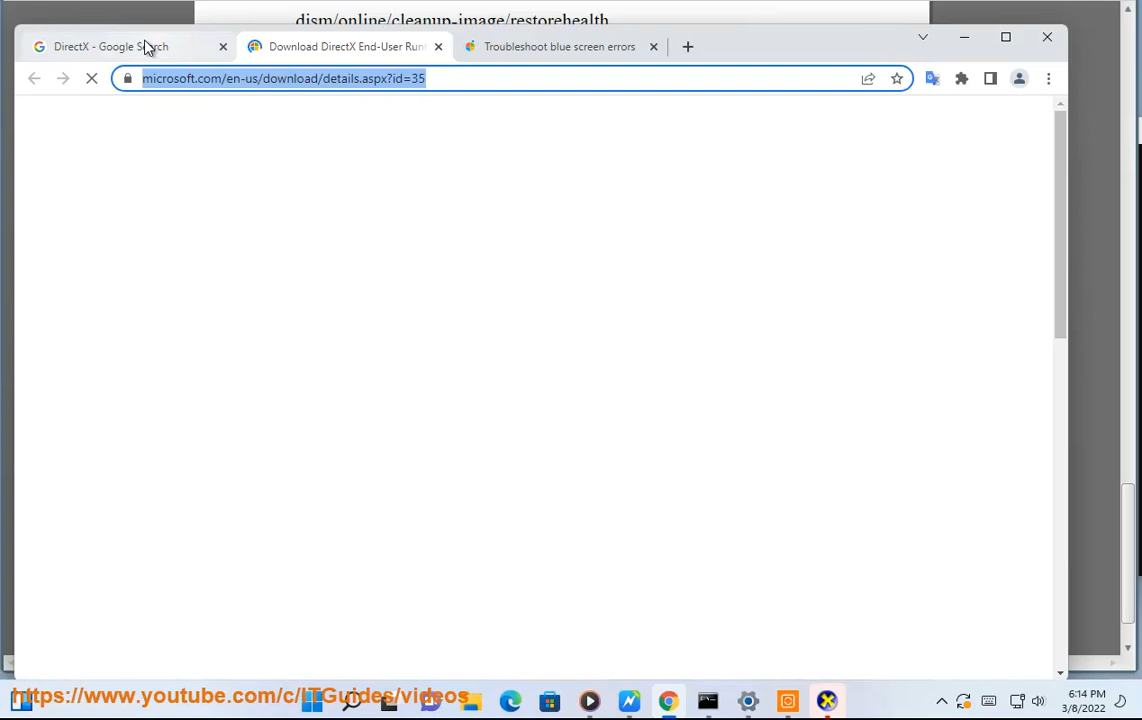 dism/online/cleanup-image/restorehealth
DirectX - Google Search
Download DirectX End-User Run
Troubleshoot blue screen errors
microsoft.com/en-us/download/details.aspx?id=35
https://www.youtube.com/c/ITGuides/videos
6:14 PM
3/8/2022